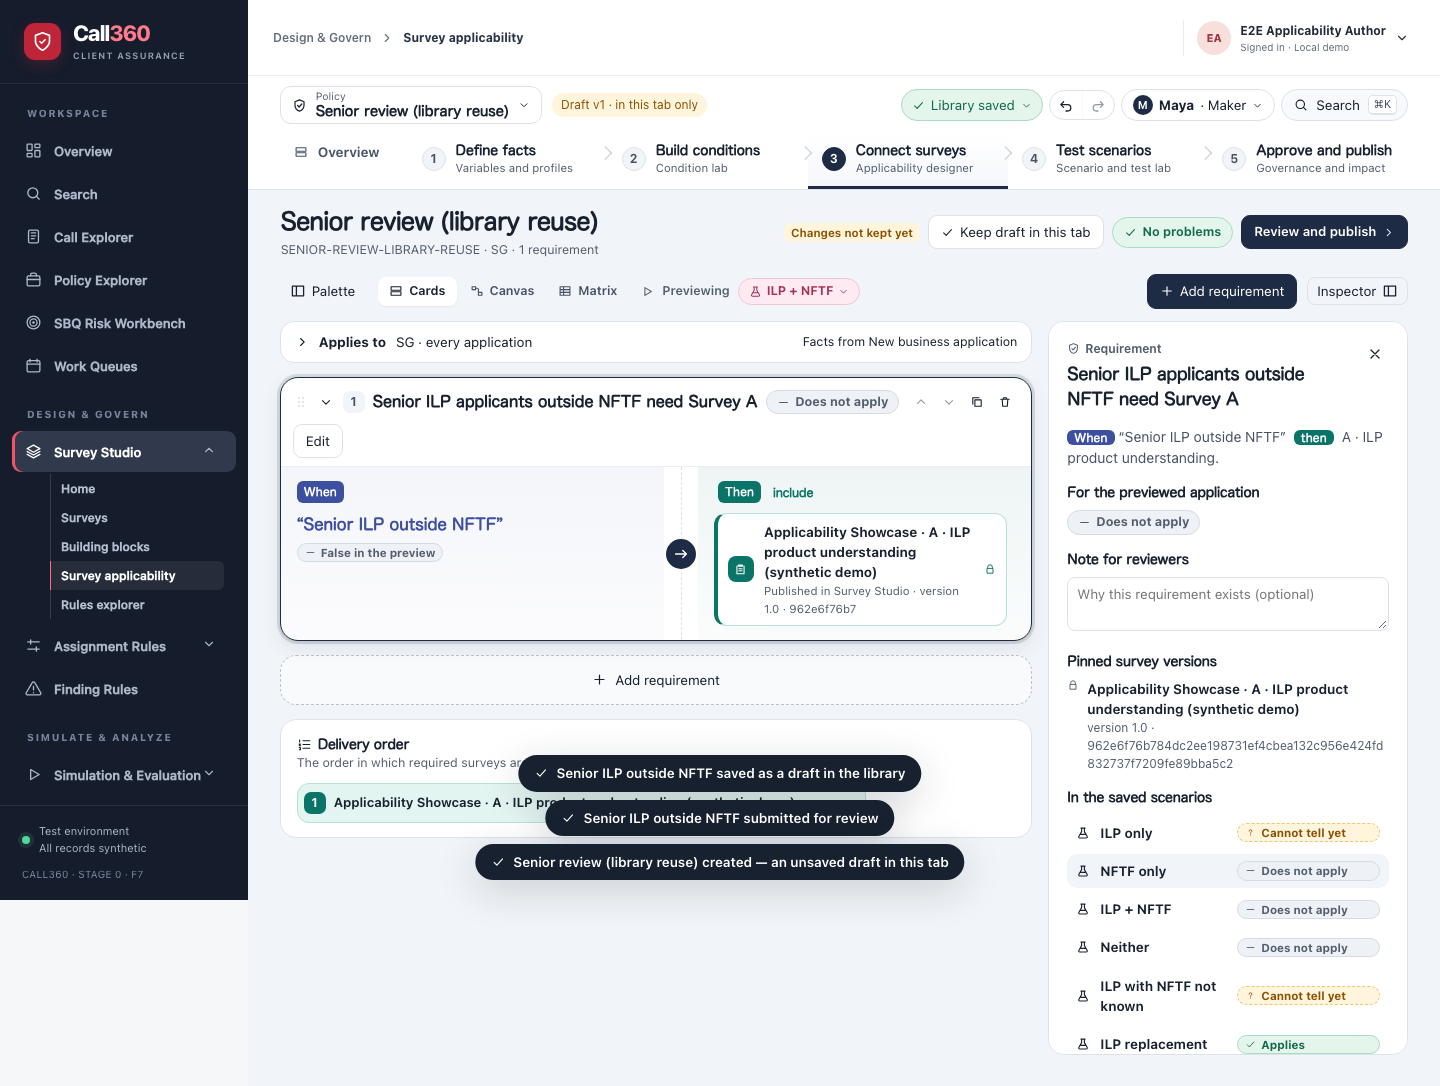 Call360
CLIENT ASSURANCE
WORKSPACE
Overview
Search
Call Explorer
Policy Explorer
SBQ Risk Workbench
Work Queues
DESIGN & GOVERN
Survey Studio
Home
Surveys
Building blocks
Survey applicability
Rules explorer
Assignment Rules
Finding Rules
SIMULATE & ANALYZE
Simulation & Evaluation
Test environment
All records synthetic
CALL360 · STAGE 0 · F7
Design & Govern > Survey applicability
EA
E2E Applicability Author
Signed in · Local demo
Policy
Senior review (library reuse)
Draft v1 · in this tab only
Library saved
M Maya · Maker
Search ⌘K
Overview
1 Define facts
Variables and profiles
2 Build conditions
Condition lab
3 Connect surveys
Applicability designer
4 Test scenarios
Scenario and test lab
5 Approve and publish
Governance and impact
Senior review (library reuse)
SENIOR-REVIEW-LIBRARY-REUSE · SG · 1 requirement
Changes not kept yet
Keep draft in this tab
No problems
Review and publish
Palette
Cards
Canvas
Matrix
Previewing
ILP + NFTF
Add requirement
Inspector
Applies to SG · every application
Facts from New business application
1 Senior ILP applicants outside NFTF need Survey A
Does not apply
Edit
When
“Senior ILP outside NFTF”
False in the preview
Then include
Applicability Showcase · A · ILP
product understanding
(synthetic demo)
Published in Survey Studio · version
1.0 · 962e6f76b7
Add requirement
Delivery order
The order in which required surveys ar
1 Applicability Showcase · A · ILP
Senior ILP outside NFTF saved as a draft in the library
Senior ILP outside NFTF submitted for review
Senior review (library reuse) created — an unsaved draft in this tab
Requirement
Senior ILP applicants outside
NFTF need Survey A
When “Senior ILP outside NFTF” then A · ILP
product understanding.
For the previewed application
Does not apply
Note for reviewers
Why this requirement exists (optional)
Pinned survey versions
Applicability Showcase · A · ILP product
understanding (synthetic demo)
version 1.0 ·
962e6f76b784dc2ee198731ef4cbea132c956e424fd
832737f7209fe89bba5c2
In the saved scenarios
ILP only ? Cannot tell yet
NFTF only Does not apply
ILP + NFTF Does not apply
Neither Does not apply
ILP with NFTF not
known
? Cannot tell yet
ILP replacement Applies